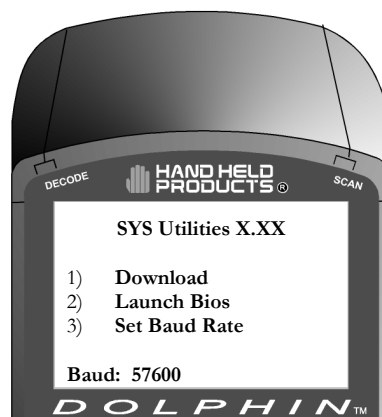 DECODE
HAND HELD
PRODUCTS®
SCAN
SYS Utilities X.XX
1) Download
2) Launch Bios
3) Set Baud Rate
Baud: 57600
DOLPHIN™